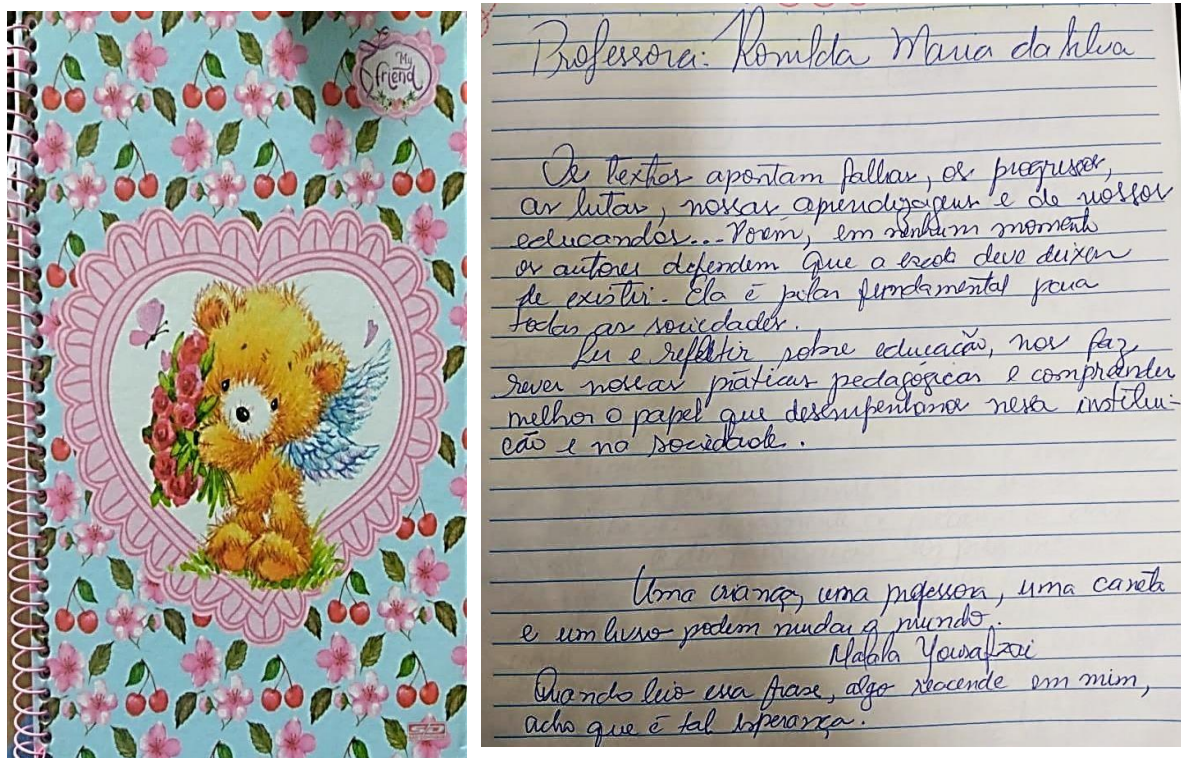 My
friend
Professora: Romilda Maria da Silva
Os textos apontam falhas, os progressos,
as lutas, nossas aprendizagens e de nossos
educandos... Porém, em nenhum momento
os autores defendem que a escola deve deixar
de existir. Ela é pilar fundamental para
todas as sociedades.
Ler e refletir sobre educação, nos faz
rever nossas práticas pedagógicas e compreender
melhor o papel que desempenhamos nessa institui-
ção e na sociedade.
Uma criança, uma professora, uma caneta
e um livro podem mudar o mundo.
Malala Yousafzai
Quando leio essa frase, algo reacende em mim,
acho que é tal esperança.